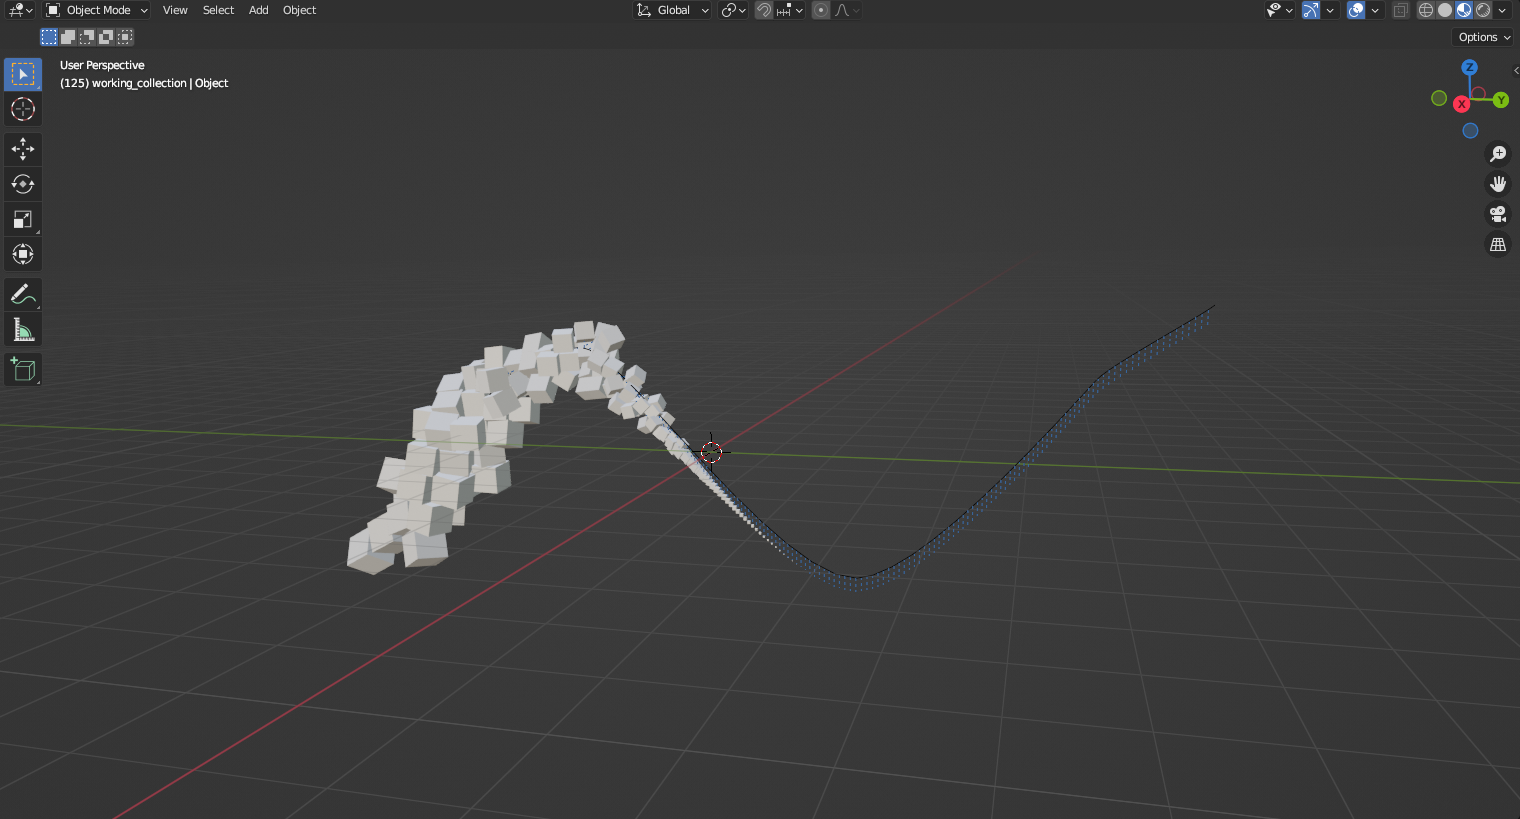 Object Mode View Select Add Object Global
Options
User Perspective
(125) working_collection | Object
Z
Y
X